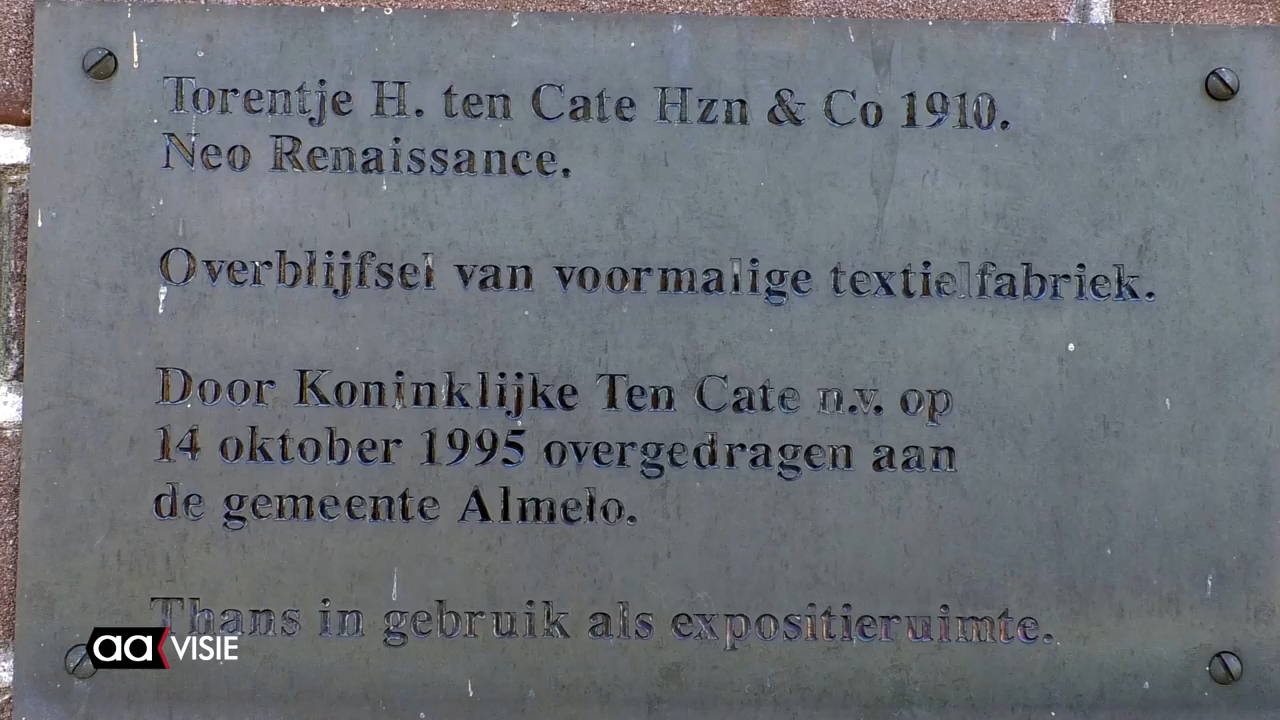 Torentje H. ten Cate Hzn & Co 1910.
Neo Renaissance.
Overblijfsel van voormalige textielfabriek.
Door Koninklijke Ten Cate n.v. op
14 oktober 1995 overgedragen aan
de gemeente Almelo.
Thans in gebruik als expositieruimte.
aa VISIE